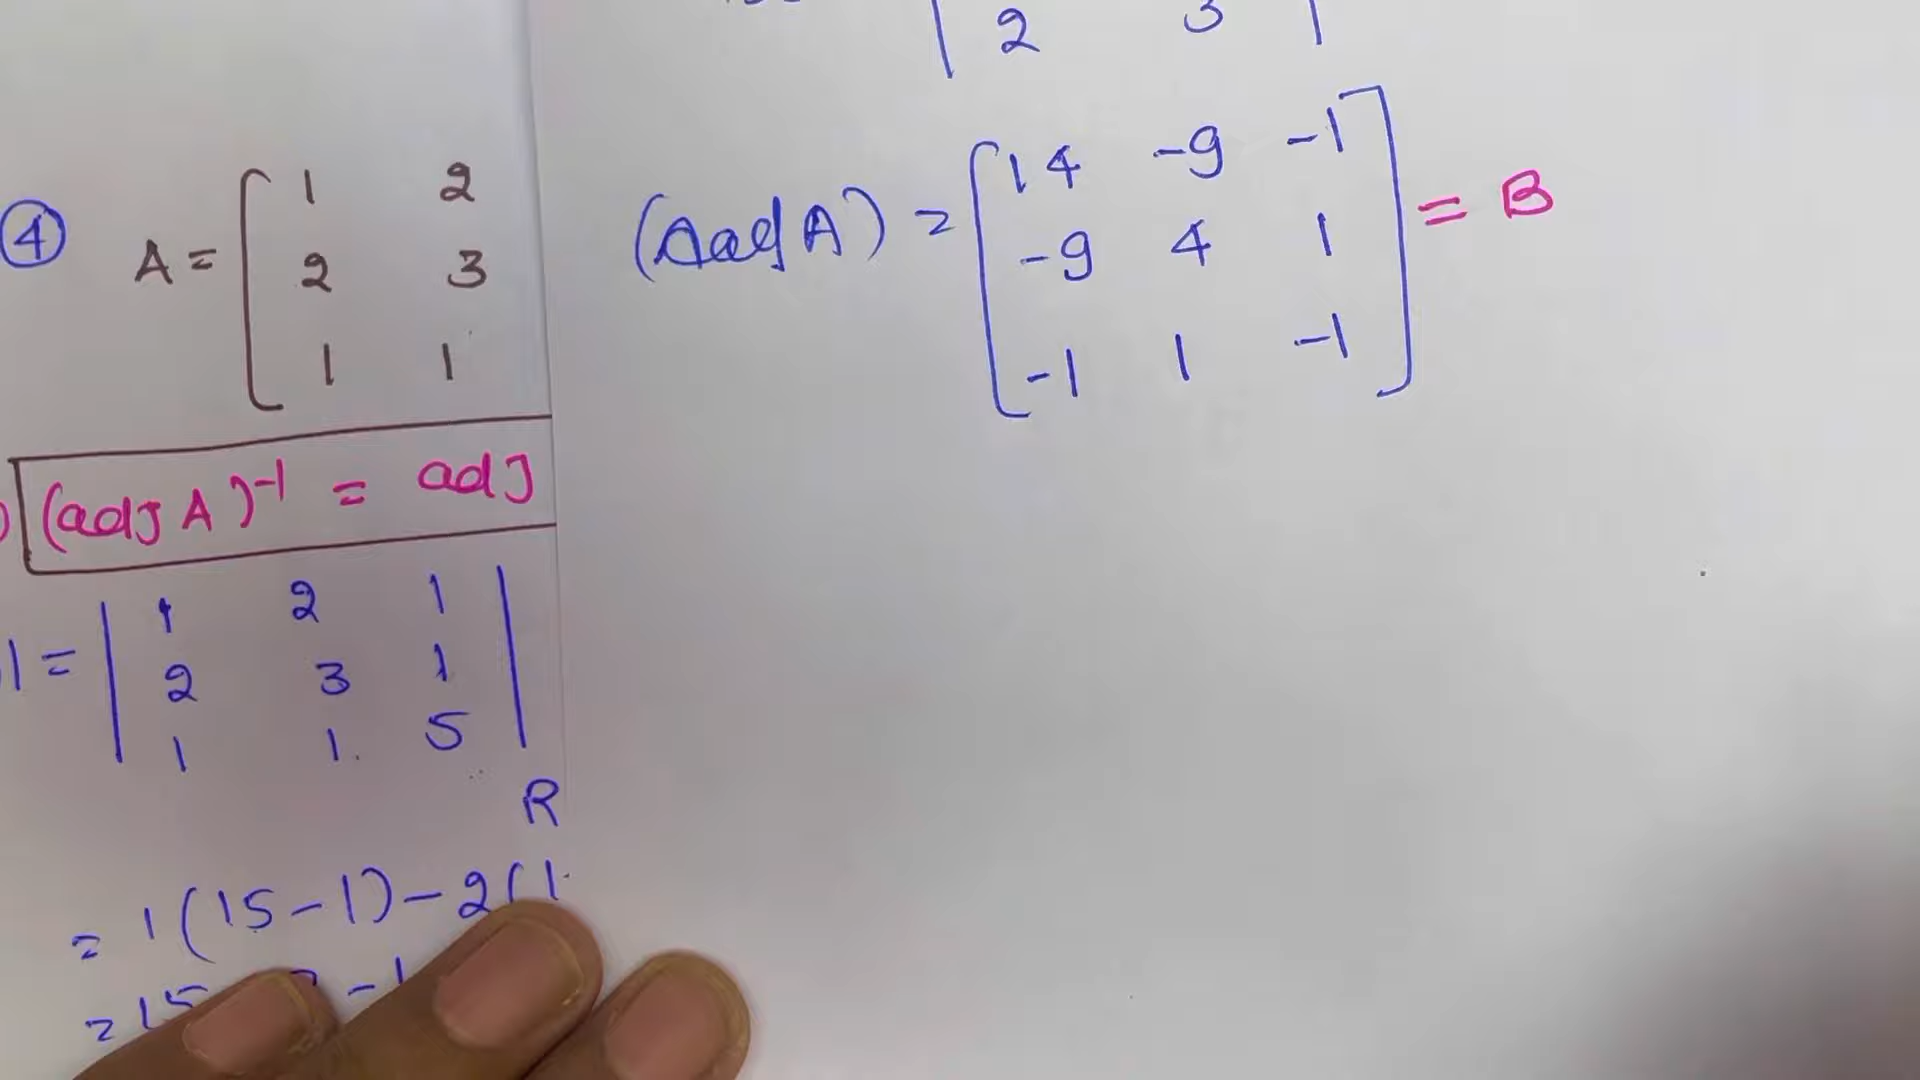 ④ A = [ 1 2
2 3
1 1
(adj A)⁻¹ = adj
| = | 1 2 1 |
2 3 1
1 1 5
R
= 1(15-1)-2(1
= 15 -1
| 2 3 |
(Aadj A) = [ 14 -9 -1 ] = B
-9 4 1
-1 1 -1